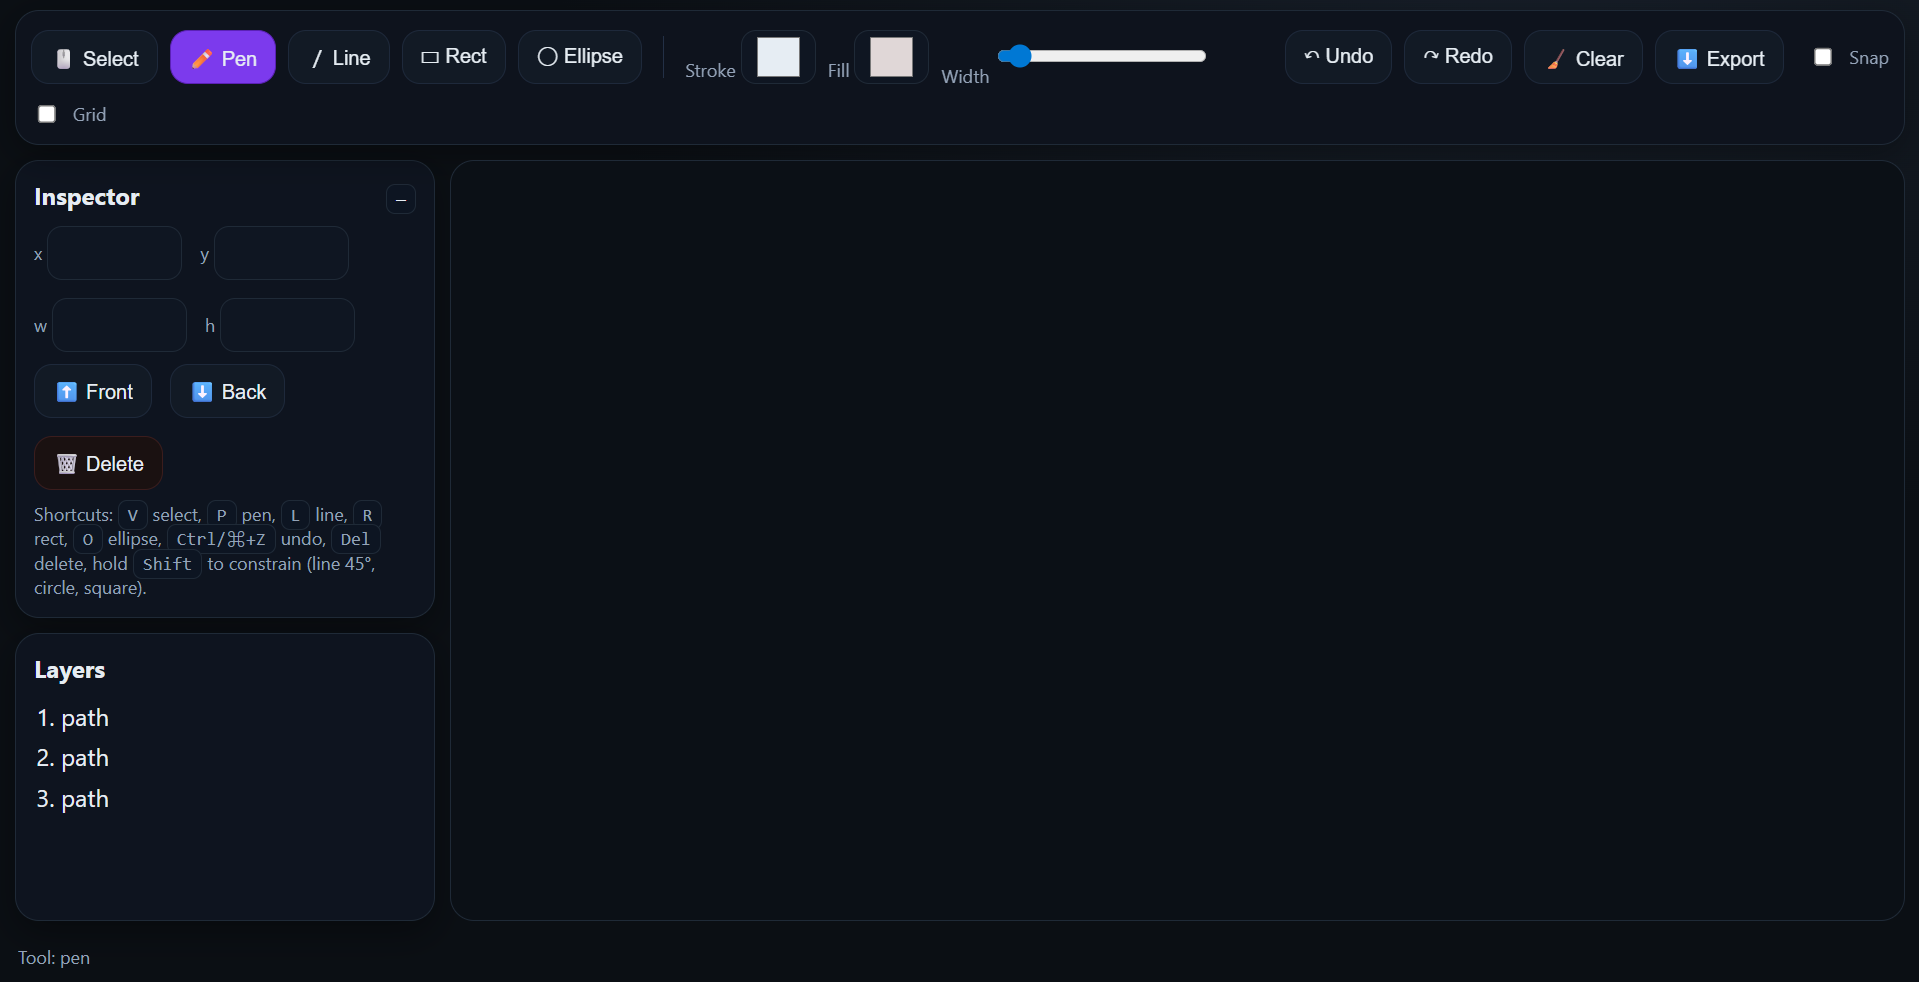 Select Pen Line Rect Ellipse Stroke Fill Width Undo Redo Clear Export Snap
Grid
Inspector
x y
w h
Front Back
Delete
Shortcuts: V select, P pen, L line, R
rect, O ellipse, Ctrl/⌘+Z undo, Del
delete, hold Shift to constrain (line 45°,
circle, square).
Layers
1. path
2. path
3. path
Tool: pen